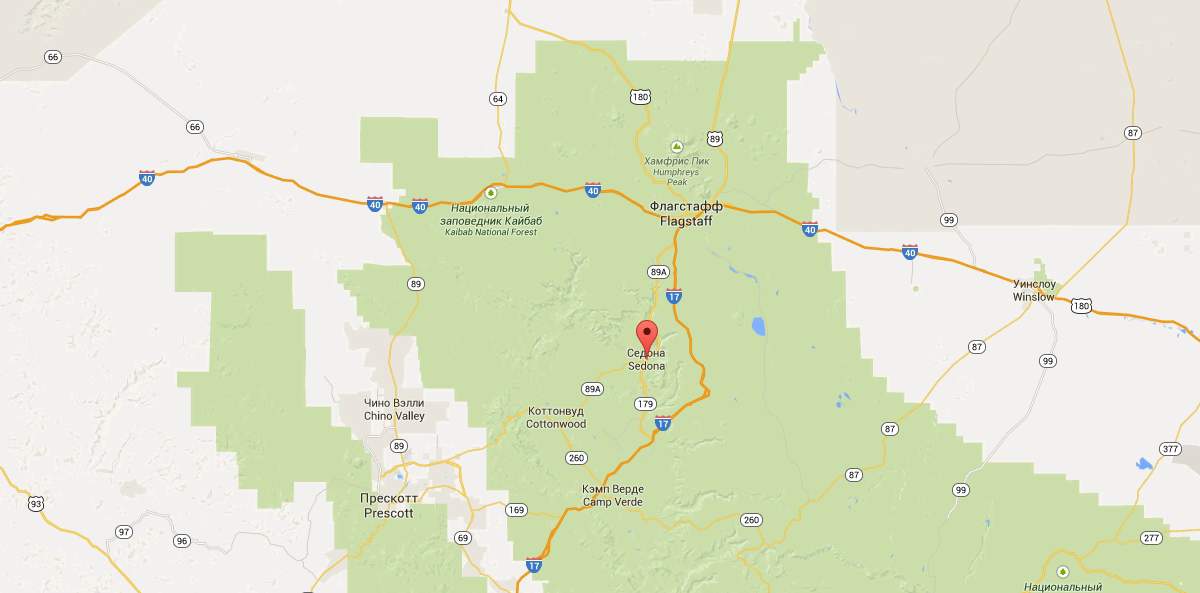 66
64
180
66
89
87
Хамфрис Пик
Humphreys
Peak
40
40
40
40
Национальный
заповедник Кайбаб
Kaibab National Forest
Флагстафф
Flagstaff
99
40
40
89A
89
17
Уинслоу
Winslow
180
Седона
Sedona
87
99
89A
179
Чино Вэлли
Chino Valley
Коттонвуд
Cottonwood
17
87
89
260
377
87
Кэмп Верде
Camp Verde
99
Прескотт
Prescott
93
169
260
97
96
69
277
17
Национальный